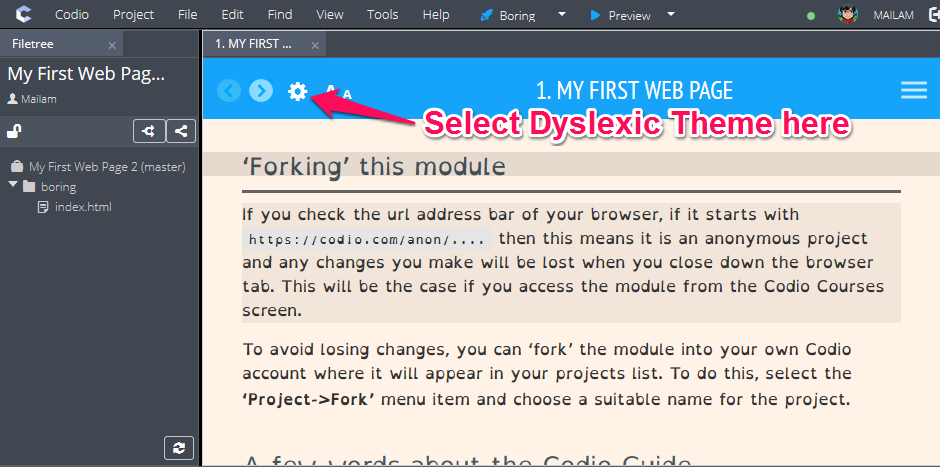 Codio Project File Edit Find View Tools Help Boring Preview MAILAM
Filetree × 1. MY FIRST ... ×
My First Web Pag...
Mailam
A A 1. MY FIRST WEB PAGE
Select Dyslexic Theme here
My First Web Page 2 (master)
boring
index.html
‘Forking’ this module
If you check the url address bar of your browser, if it starts with
https://codio.com/anon/.... then this means it is an anonymous project
and any changes you make will be lost when you close down the browser
tab. This will be the case if you access the module from the Codio Courses
screen.
To avoid losing changes, you can ‘fork’ the module into your own Codio
account where it will appear in your projects list. To do this, select the
‘Project->Fork’ menu item and choose a suitable name for the project.
A few words about the Codio Guide